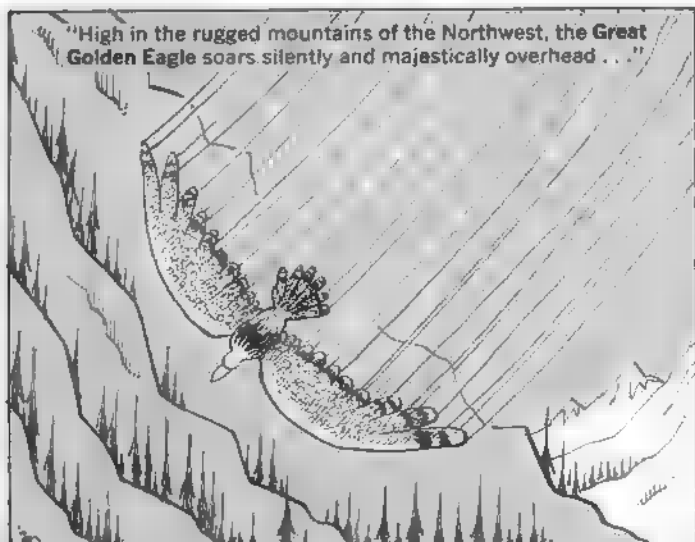 "High in the rugged mountains of the Northwest, the Great
Golden Eagle soars silently and majestically overhead . . ."